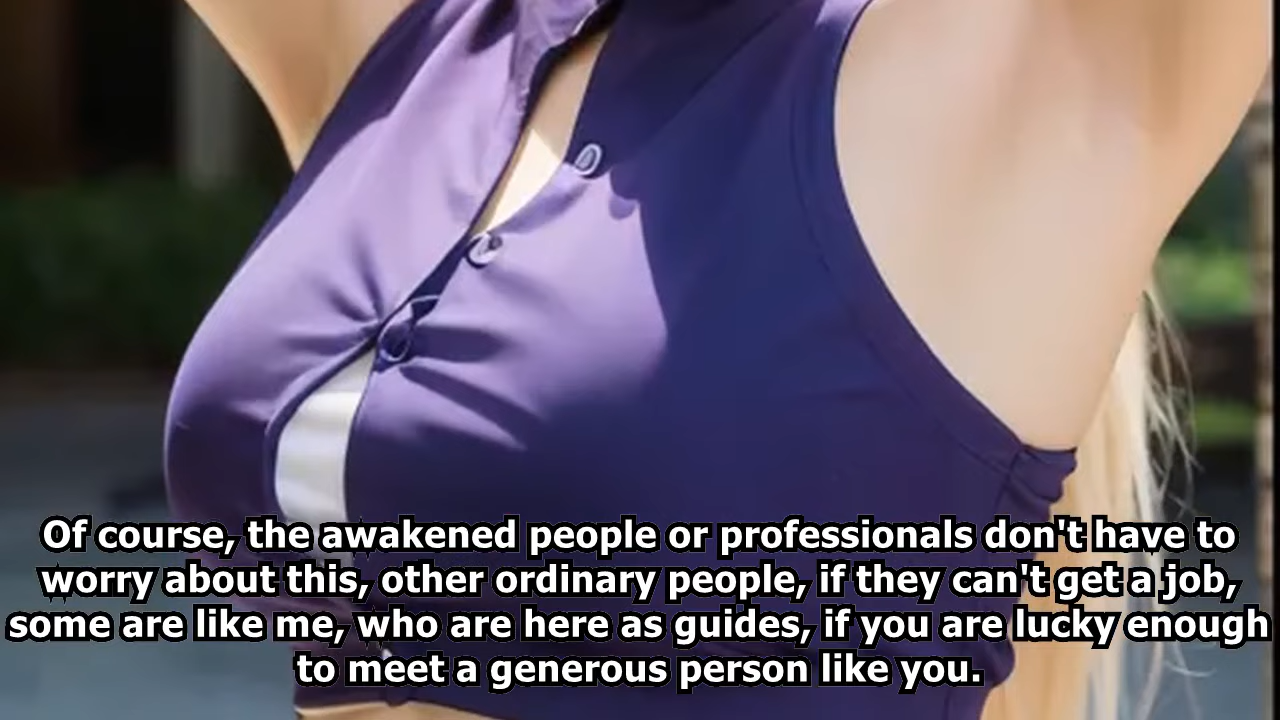 Of course, the awakened people or professionals don't have to
worry about this, other ordinary people, if they can't get a job,
some are like me, who are here as guides, if you are lucky enough
to meet a generous person like you.